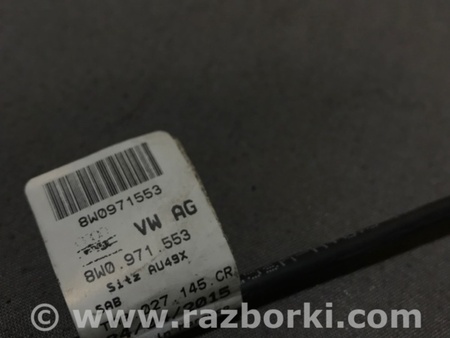 8W0971553
VW AG
8W0.971.553
Sitz AU49X
SAB
027.145.CR
/2015
© www.razborki.com